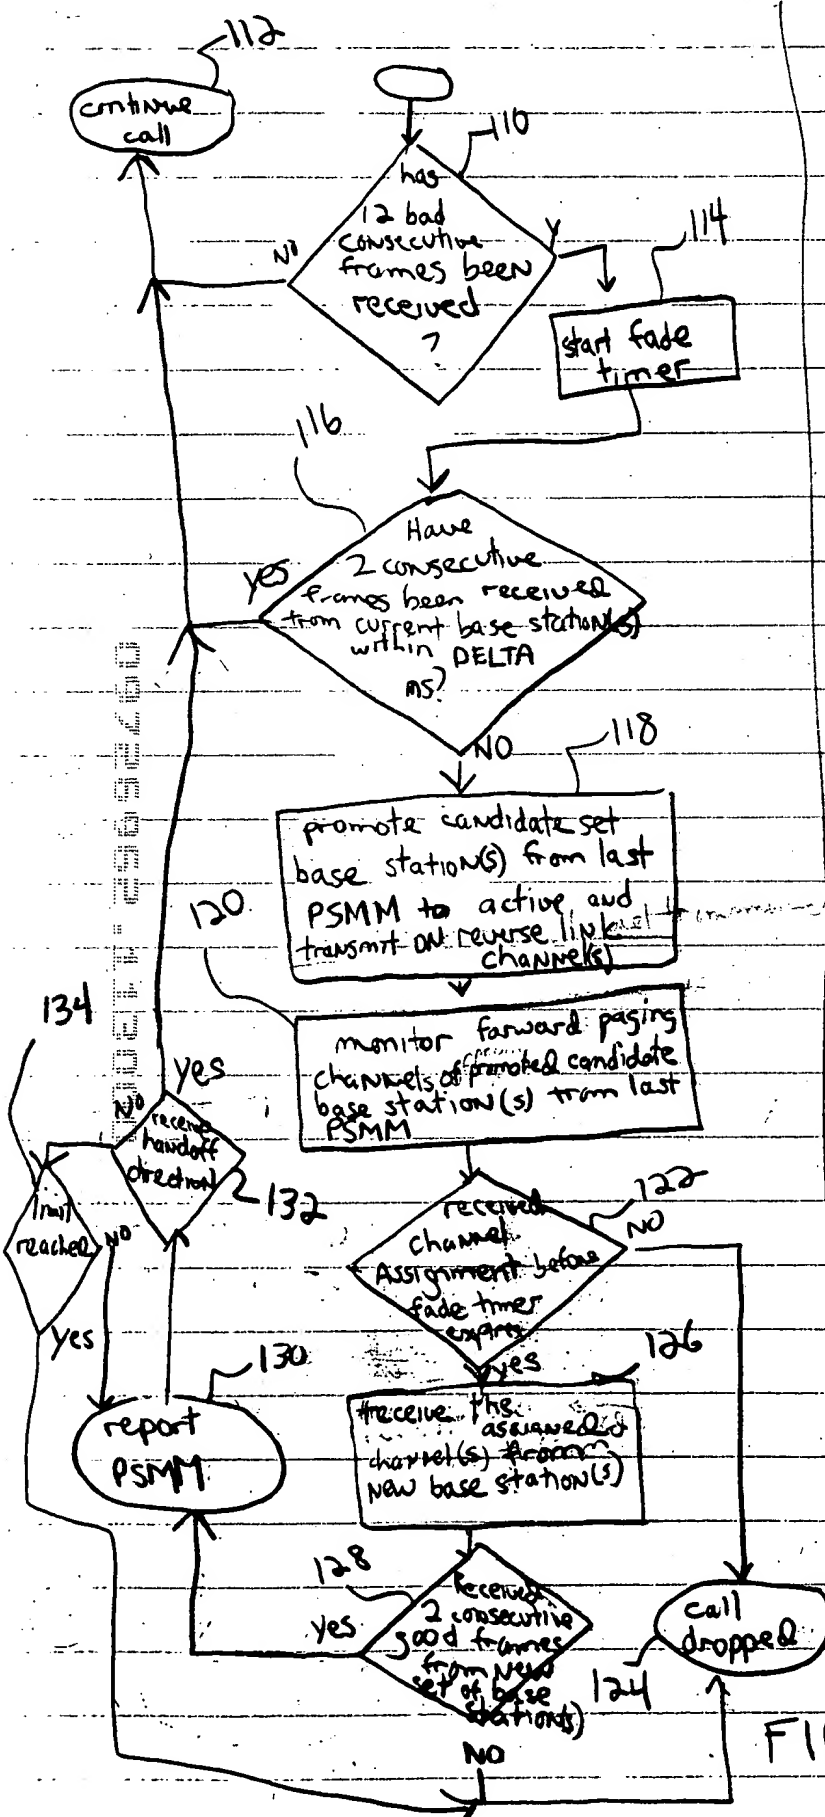 112
continue
call
110
has
12 bad
consecutive
frames been
received
?
NO
Y
114
start fade
timer
116
Have
2 consecutive
frames been received
from current base station(s)
within DELTA
ms?
yes
NO
118
promote candidate set
base station(s) from last
PSMM to active and
transmit on reverse link
channel(s)
120
monitor forward paging
channels of promoted candidate
base station(s) from last
PSMM
134
yes
NO
receive
handoff
direction
132
limit
reached
NO
yes
received
channel
Assignment before
fade timer
expires
122
NO
yes
126
130
report
PSMM
receive the
assigned
channel(s) from
new base station(s)
128
Received
2 consecutive
good frames
from new
set of base
station(s)
yes
NO
call
dropped
124